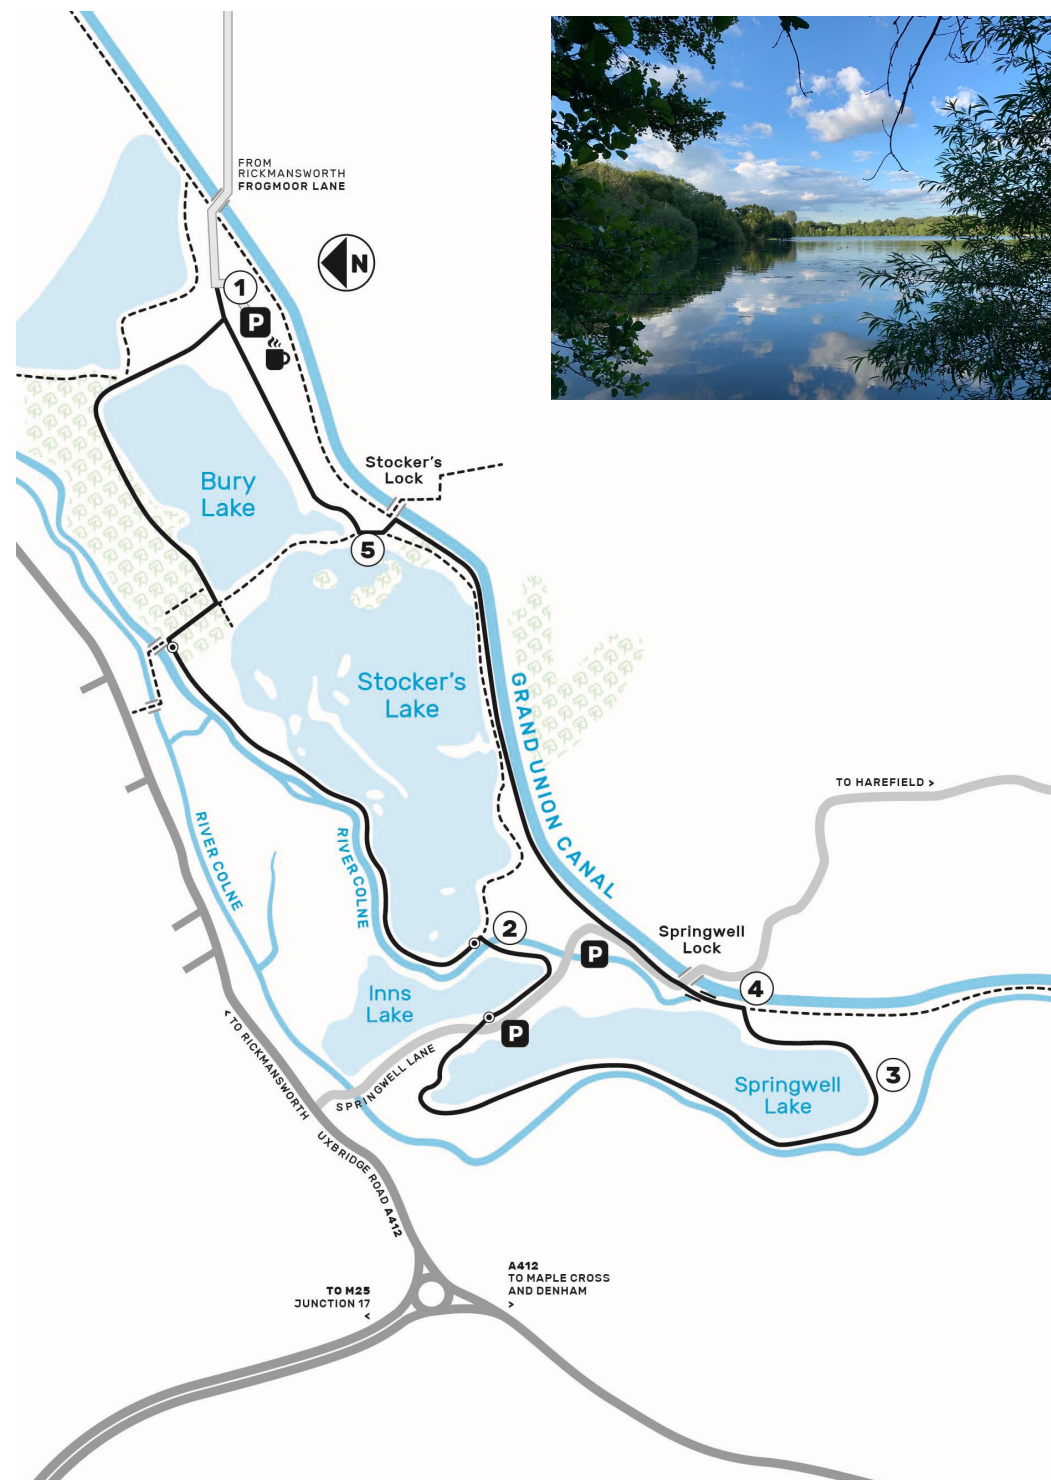 FROM
RICKMANSWORTH
FROGMOOR LANE
N
1
P
Stocker's
Lock
Bury
Lake
5
Stocker's
Lake
GRAND UNION CANAL
TO HAREFIELD >
RIVER COLNE
RIVER COLNE
2
Springwell
Lock
P
4
Inns
Lake
P
3
Springwell
Lake
SPRINGWELL LANE
< TO RICKMANSWORTH
UXBRIDGE ROAD A412
A412
TO MAPLE CROSS
AND DENHAM
>
TO M25
JUNCTION 17
<